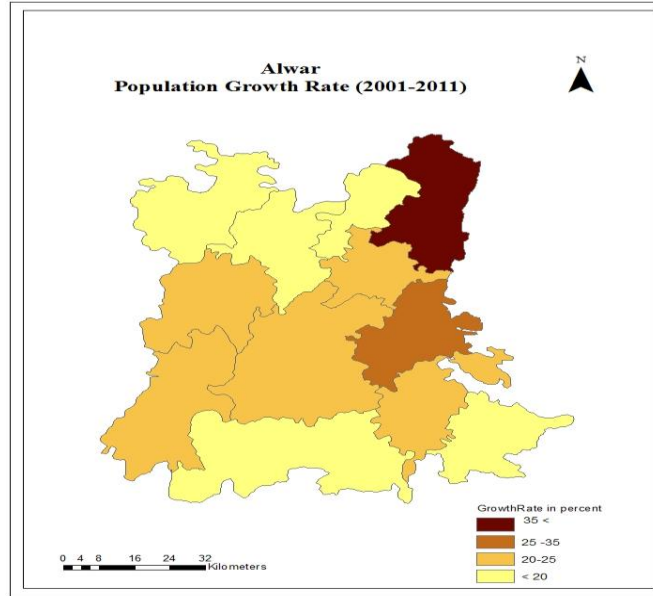 Alwar
Population Growth Rate (2001-2011)
N
GrowthRate in percent
35 <
25 -35
20-25
< 20
0 4 8 16 24 32
Kilometers